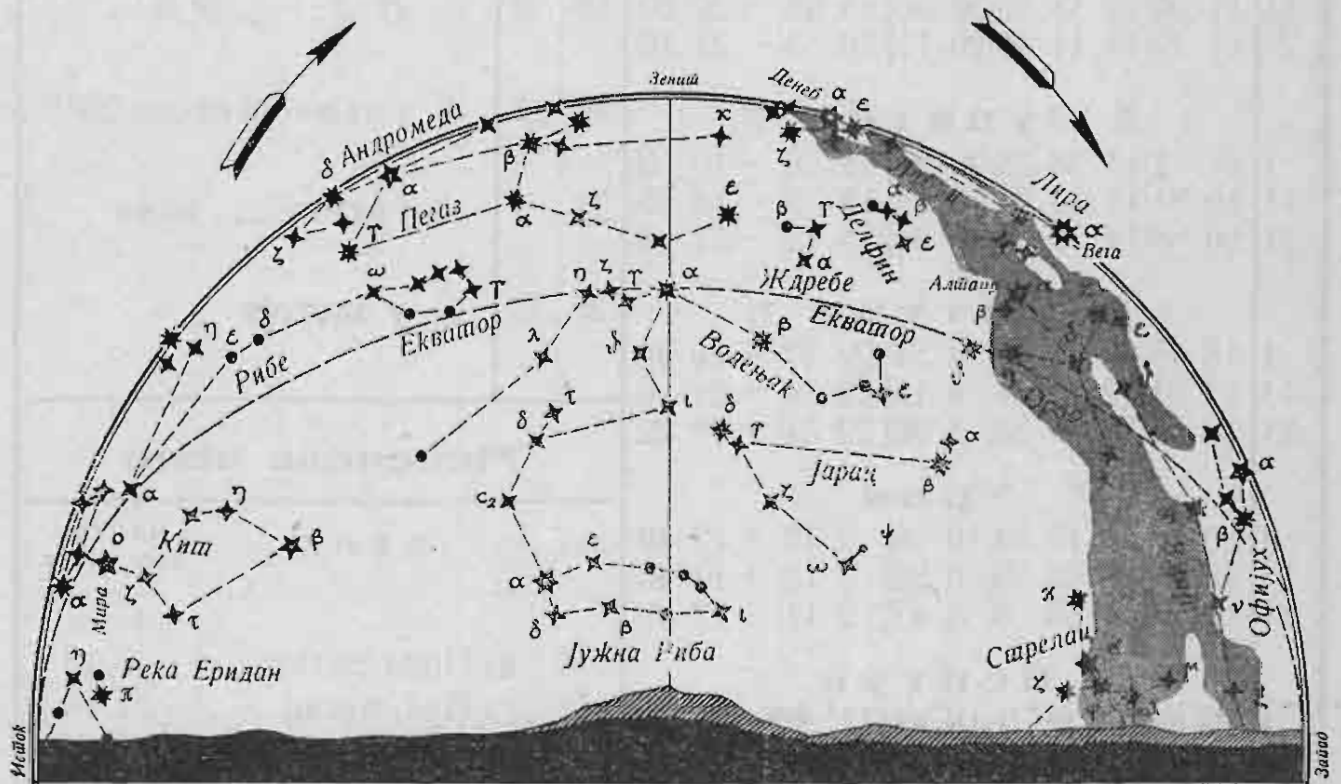 Зенит
Денеб
α ε
δ Андромеда
κ
β
ζ
α
Лира
α
Вега
Пегаз
ζ
ε
α
β γ
α β
Делфин
ε
ζ
γ
α
α
Ждребе
ω
γ
η ζ γ
α
Алтаир
β
Екватор
Екватор
η
ε δ
Рибе
λ
ϑ
Водењак
β
ε
δ
ε
τ
δ
ι
δ γ
α
Јарац
β
α
α
η
β
Кит
ο
c₂
ζ
ψ
ω
β
ζ
τ
α
Мира
ε
α
δ β ι
κ
ν
Офијух
Јужна Риба
Стрелац
η
Река Еридан
π
ζ
Исток
Запад